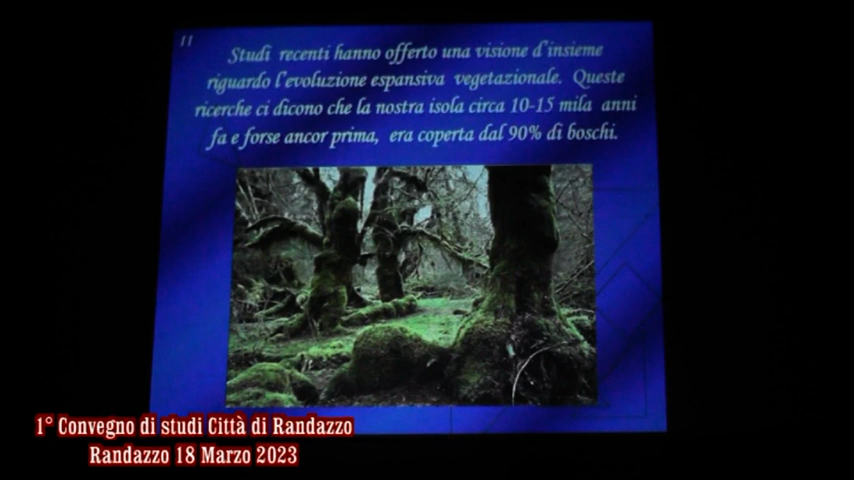 11
Studi recenti hanno offerto una visione d'insieme
riguardo l'evoluzione espansiva vegetazionale. Queste
ricerche ci dicono che la nostra isola circa 10-15 mila anni
fa e forse ancor prima, era coperta dal 90% di boschi.
1° Convegno di studi Città di Randazzo
Randazzo 18 Marzo 2023